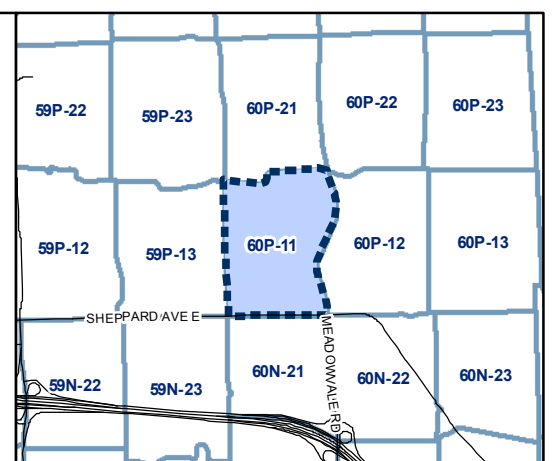 59P-22
59P-23
60P-21
60P-22
60P-23
59P-12
59P-13
60P-11
60P-12
60P-13
SHEPPARD AVE E
MEADOWVALE RD
59N-22
59N-23
60N-21
60N-22
60N-23